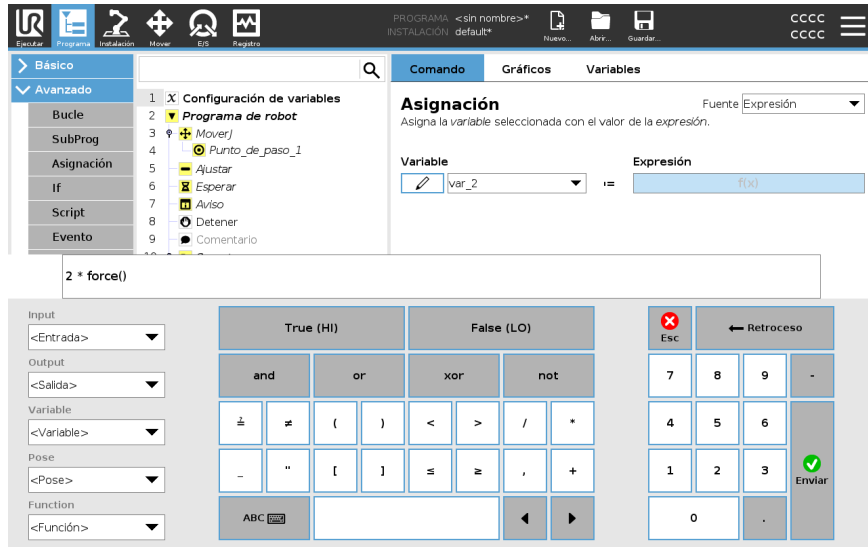 PROGRAMA <sin nombre>*
INSTALACIÓN default*
UR
Ejecutar Programa Instalación Mover E/S Registro
Nuevo... Abrir... Guardar...
CCCC
CCCC
Básico
Avanzado
Bucle
SubProg
Asignación
If
Script
Evento
1 X Configuración de variables
2 Programa de robot
3 MoverJ
4 Punto_de_paso_1
5 Ajustar
6 Esperar
7 Aviso
8 Detener
9 Comentario
Comando Gráficos Variables
Asignación
Fuente Expresión
Asigna la variable seleccionada con el valor de la expresión.
Variable Expresión
var_2 := f(x)
2 * force()
Input
<Entrada>
Output
<Salida>
Variable
<Variable>
Pose
<Pose>
Function
<Función>
True (HI) False (LO)
and or xor not
≟ ≠ ( ) < > / *
_ " [ ] ≤ ≥ , +
ABC
Esc Retroceso
7 8 9 -
4 5 6
1 2 3 Enviar
0 .